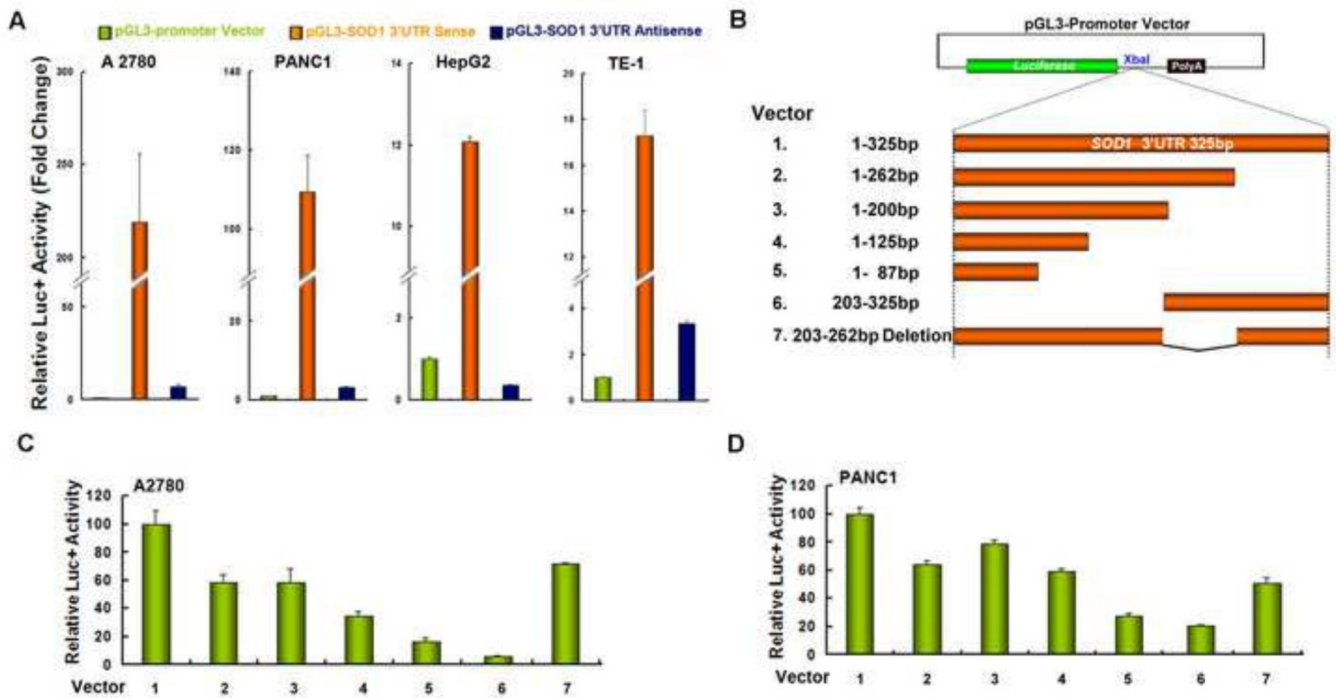 A
pGL3-promoter Vector pGL3-SOD1 3'UTR Sense pGL3-SOD1 3'UTR Antisense
Relative Luc+ Activity (Fold Change)
A 2780
300
250
200
50
0
PANC1
140
120
100
20
0
HepG2
14
12
10
2
0
TE-1
20
18
16
14
12
4
2
0
B
pGL3-Promoter Vector
Luciferase XbaI PolyA
Vector
1. 1-325bp SOD1 3'UTR 325bp
2. 1-262bp
3. 1-200bp
4. 1-125bp
5. 1- 87bp
6. 203-325bp
7. 203-262bp Deletion
C
A2780
Relative Luc+ Activity
120
100
80
60
40
20
0
Vector 1 2 3 4 5 6 7
D
PANC1
Relative Luc+ Activity
120
100
80
60
40
20
0
Vector 1 2 3 4 5 6 7